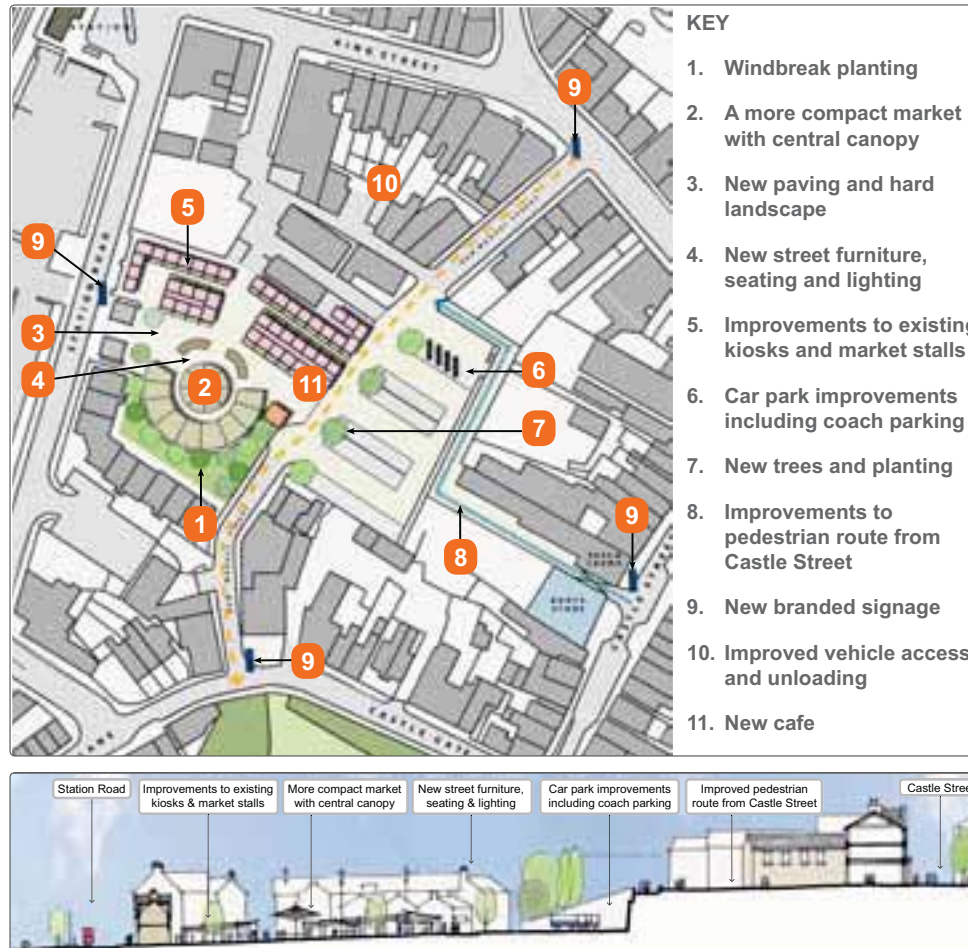 STATION
KING STREET
9
10
5
9
STATION ROAD
3
4
2
11
6
7
1
8
9
9
CASTLE GATE
KEY
1. Windbreak planting
2. A more compact market
with central canopy
3. New paving and hard
landscape
4. New street furniture,
seating and lighting
5. Improvements to existing
kiosks and market stalls
6. Car park improvements
including coach parking
7. New trees and planting
8. Improvements to
pedestrian route from
Castle Street
9. New branded signage
10. Improved vehicle access
and unloading
11. New cafe
Station Road
Improvements to existing
kiosks & market stalls
More compact market
with central canopy
New street furniture,
seating & lighting
Car park improvements
including coach parking
Improved pedestrian
route from Castle Street
Castle Stree